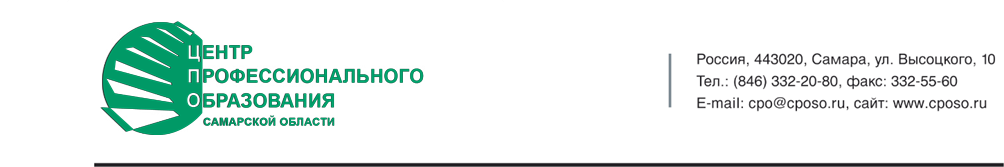 ЦЕНТР
ПРОФЕССИОНАЛЬНОГО
ОБРАЗОВАНИЯ
САМАРСКОЙ ОБЛАСТИ
Россия, 443020, Самара, ул. Высоцкого, 10
Тел.: (846) 332-20-80, факс: 332-55-60
E-mail: cpo@cposo.ru, сайт: www.cposo.ru